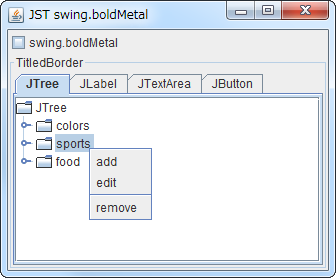 JST swing.boldMetal
swing.boldMetal
TitledBorder
JTree JLabel JTextArea JButton
JTree
colors
sports
food
add
edit
remove